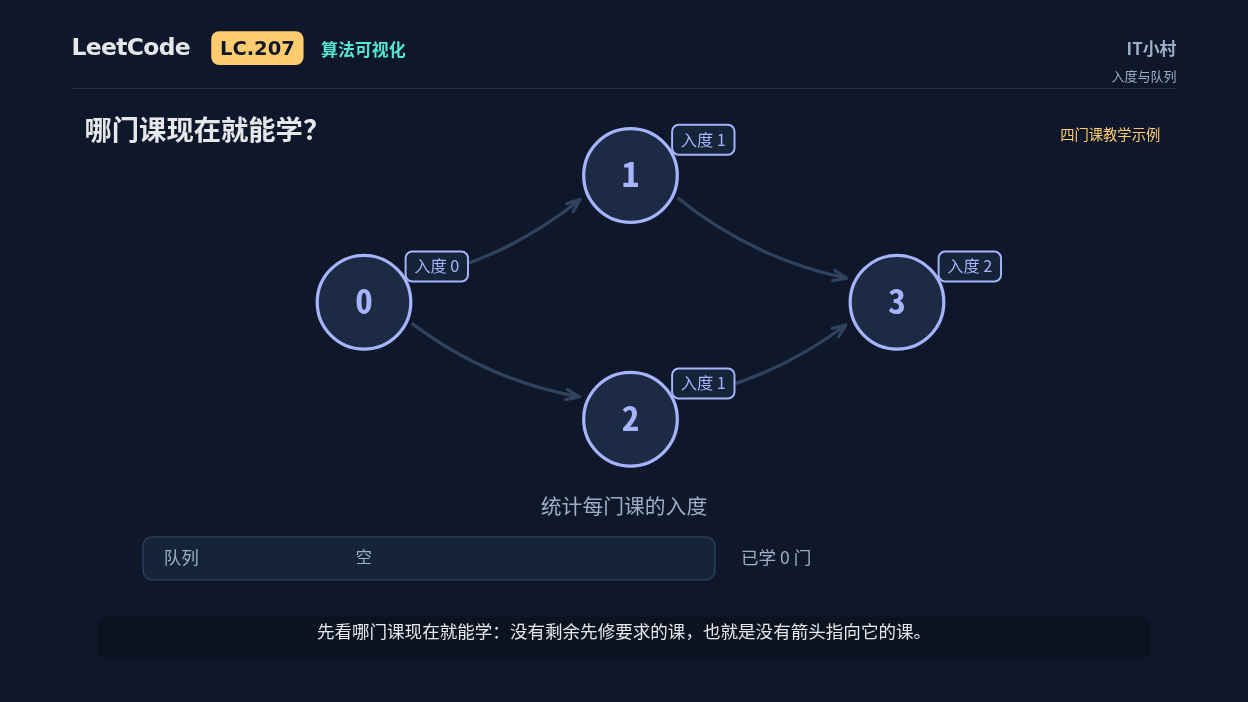 LeetCode LC.207 算法可视化
IT小村
入度与队列
哪门课现在就能学？
四门课教学示例
入度 1
1
入度 0
0
入度 2
3
入度 1
2
统计每门课的入度
队列 空 已学 0 门
先看哪门课现在就能学：没有剩余先修要求的课，也就是没有箭头指向它的课。